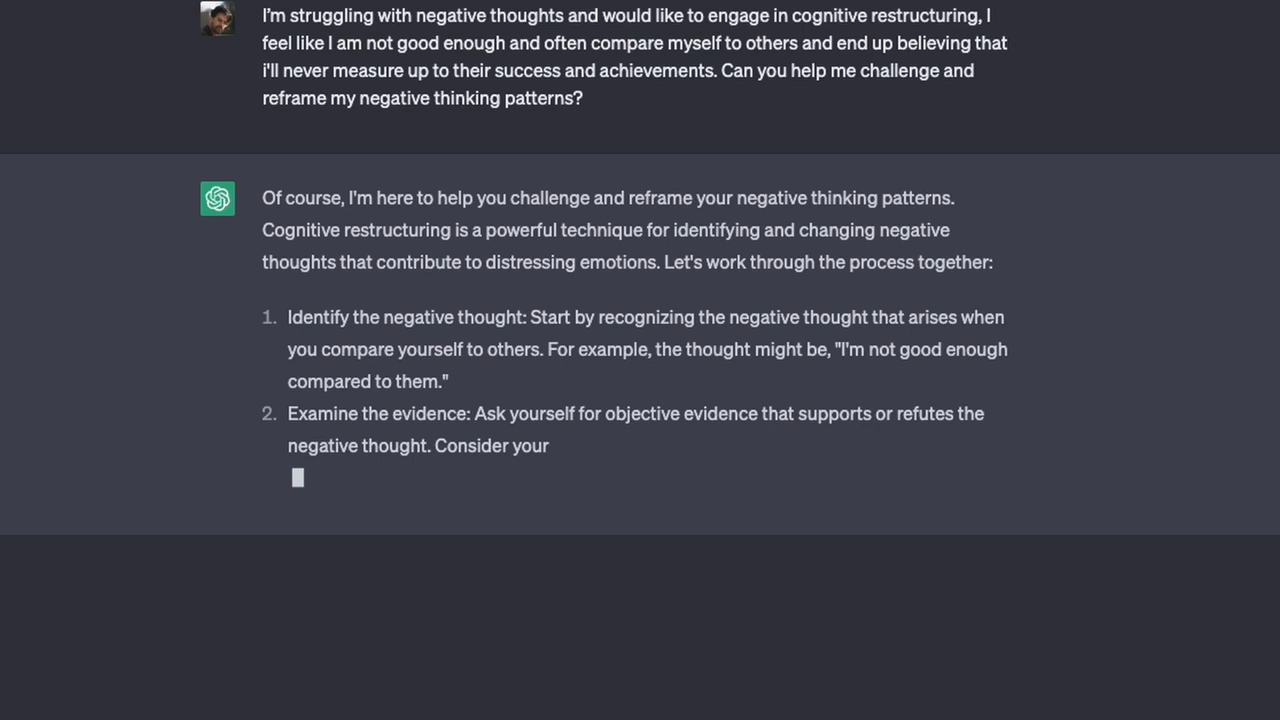 I'm struggling with negative thoughts and would like to engage in cognitive restructuring, I
feel like I am not good enough and often compare myself to others and end up believing that
i'll never measure up to their success and achievements. Can you help me challenge and
reframe my negative thinking patterns?
Of course, I'm here to help you challenge and reframe your negative thinking patterns.
Cognitive restructuring is a powerful technique for identifying and changing negative
thoughts that contribute to distressing emotions. Let's work through the process together:
1. Identify the negative thought: Start by recognizing the negative thought that arises when
you compare yourself to others. For example, the thought might be, "I'm not good enough
compared to them."
2. Examine the evidence: Ask yourself for objective evidence that supports or refutes the
negative thought. Consider your